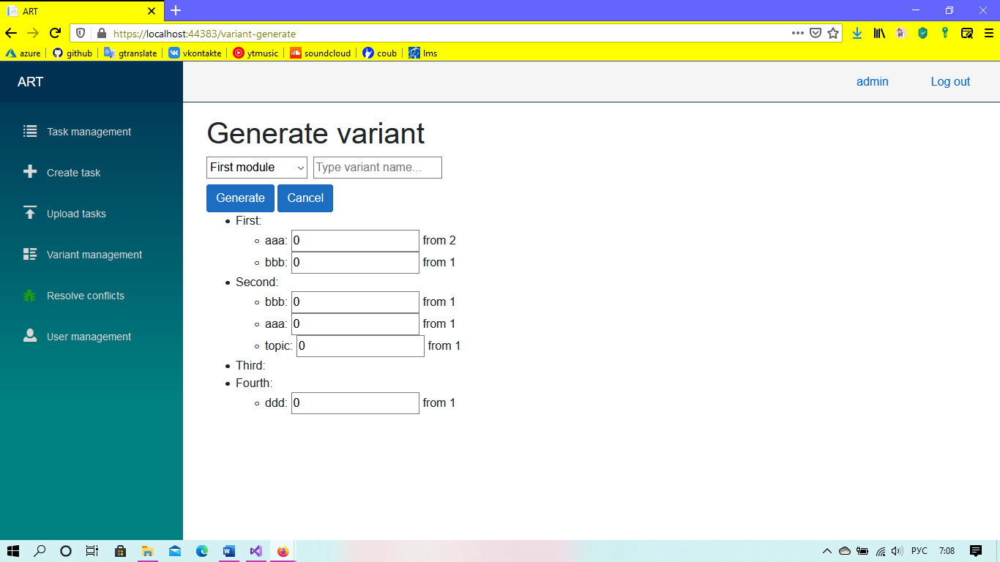 ART
https://localhost:44383/variant-generate
azure github gtranslate vkontakte ytmusic soundcloud coub lms
ART
admin Log out
Task management
Create task
Upload tasks
Variant management
Resolve conflicts
User management
Generate variant
First module Type variant name...
Generate Cancel
First:
aaa: 0 from 2
bbb: 0 from 1
Second:
bbb: 0 from 1
aaa: 0 from 1
topic: 0 from 1
Third:
Fourth:
ddd: 0 from 1
РУС 7:08